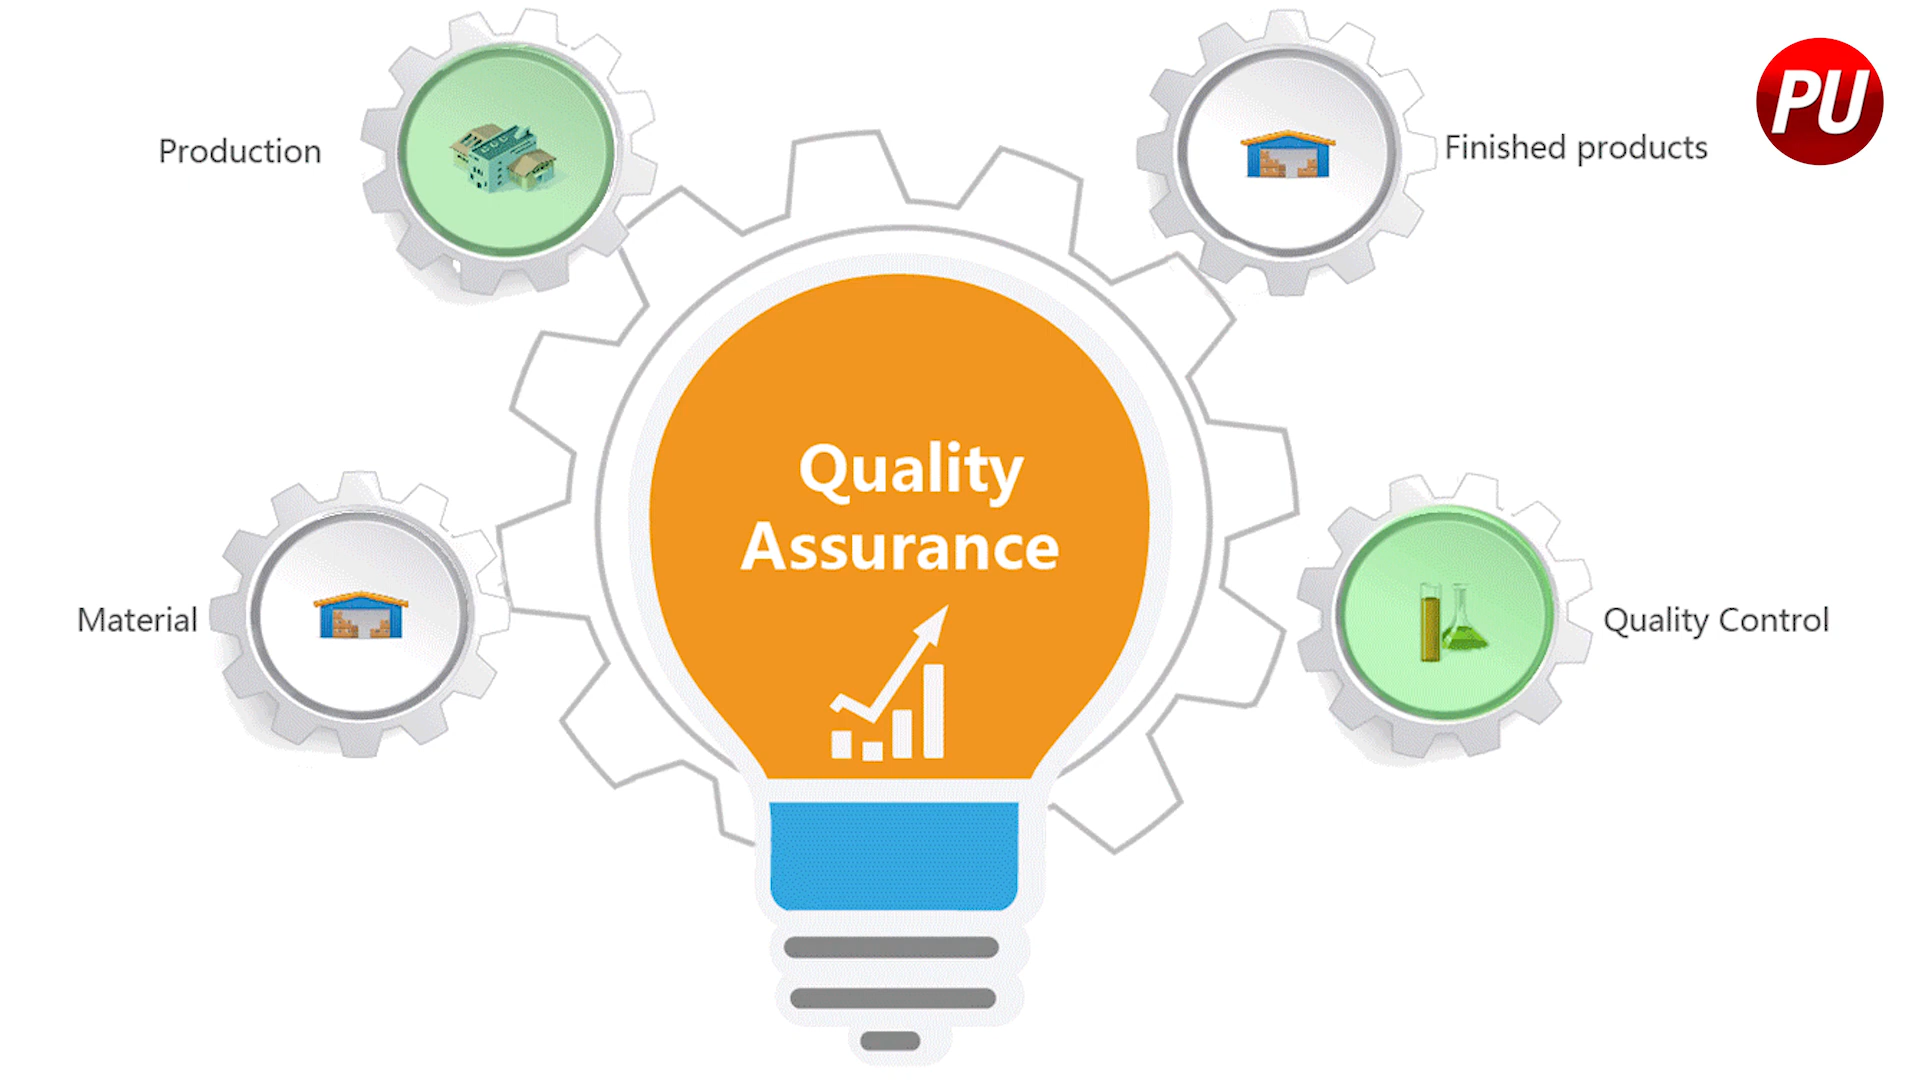 Production
Finished products
PU
Quality
Assurance
Material
Quality Control